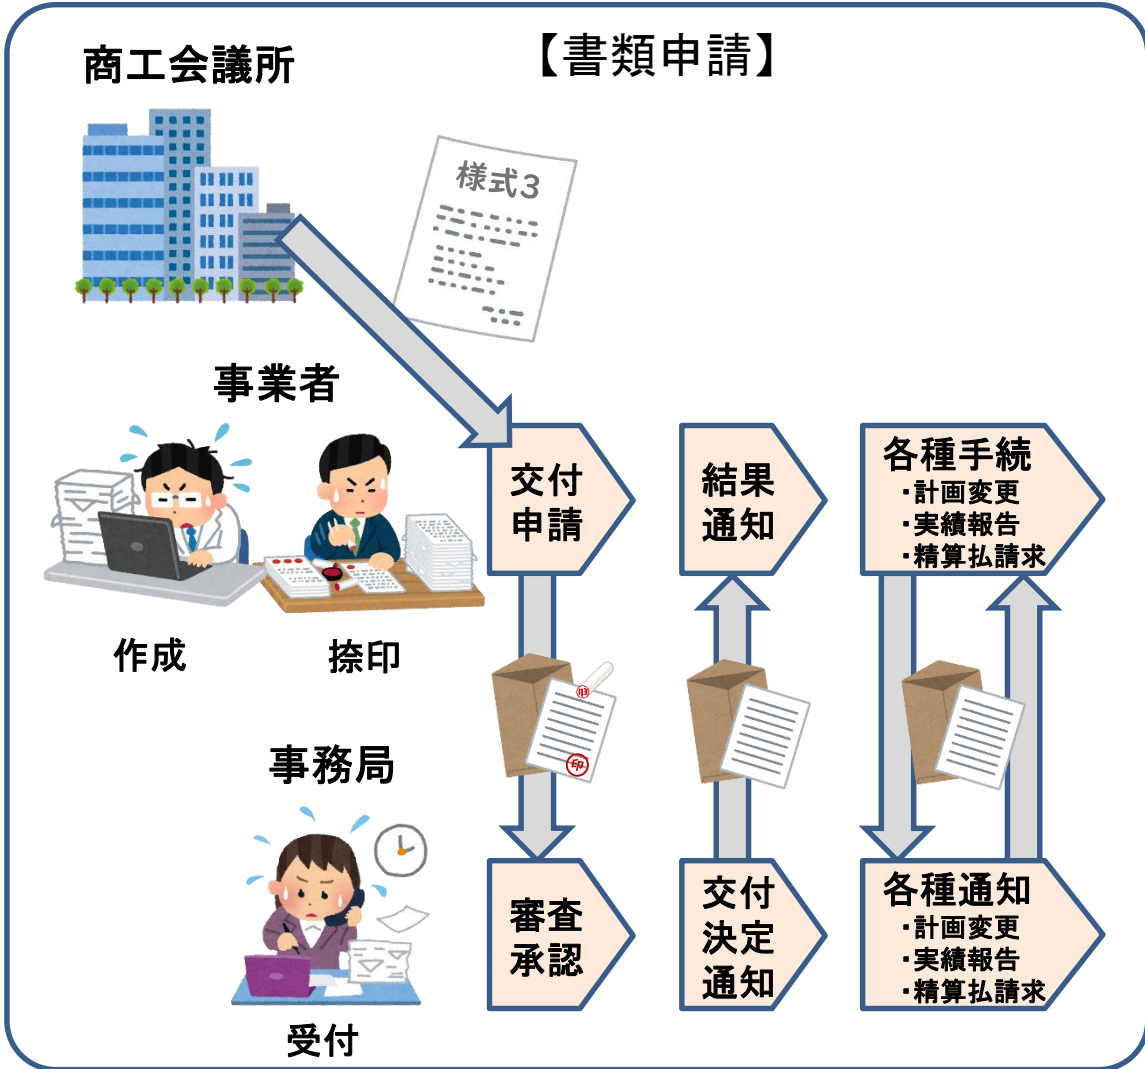 商工会議所
【書類申請】
様式3
事業者
作成
捺印
交付
申請
結果
通知
各種手続
・計画変更
・実績報告
・精算払請求
印
印
事務局
受付
審査
承認
交付
決定
通知
各種通知
・計画変更
・実績報告
・精算払請求